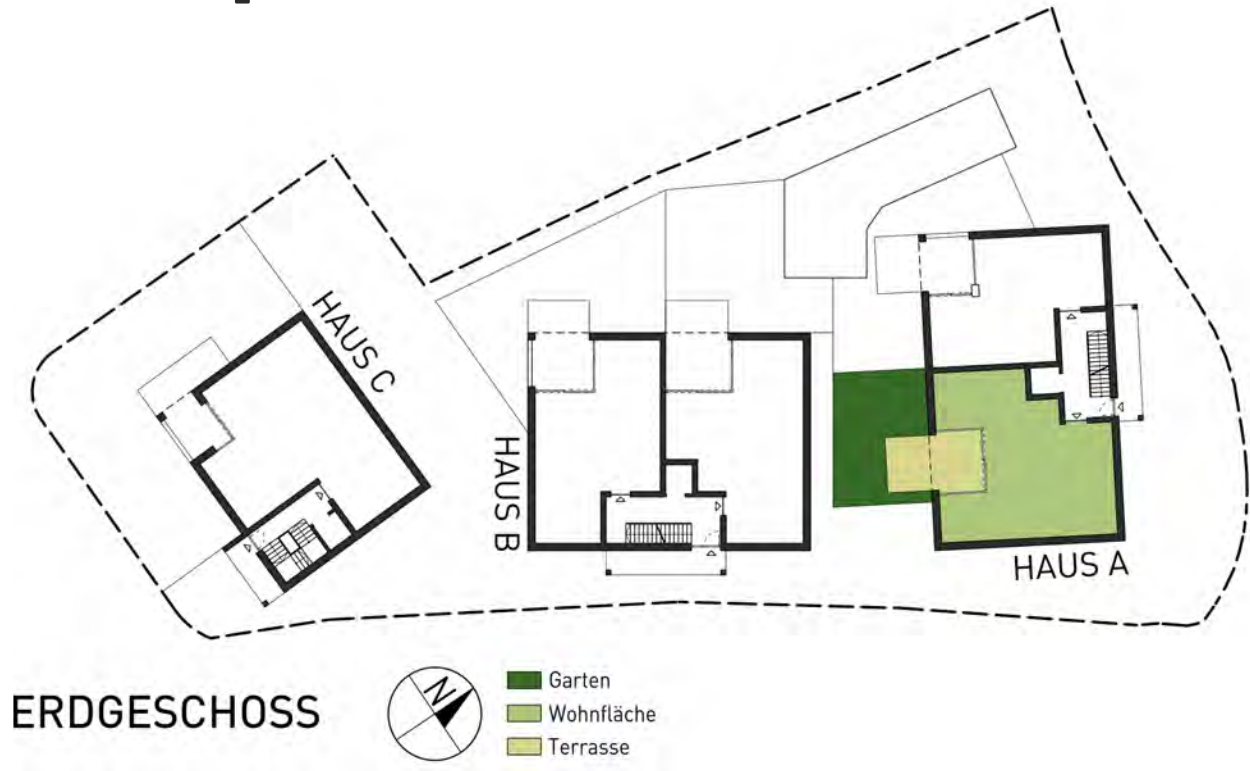 HAUS C
HAUS B
HAUS A
ERDGESCHOSS
N
Garten
Wohnfläche
Terrasse